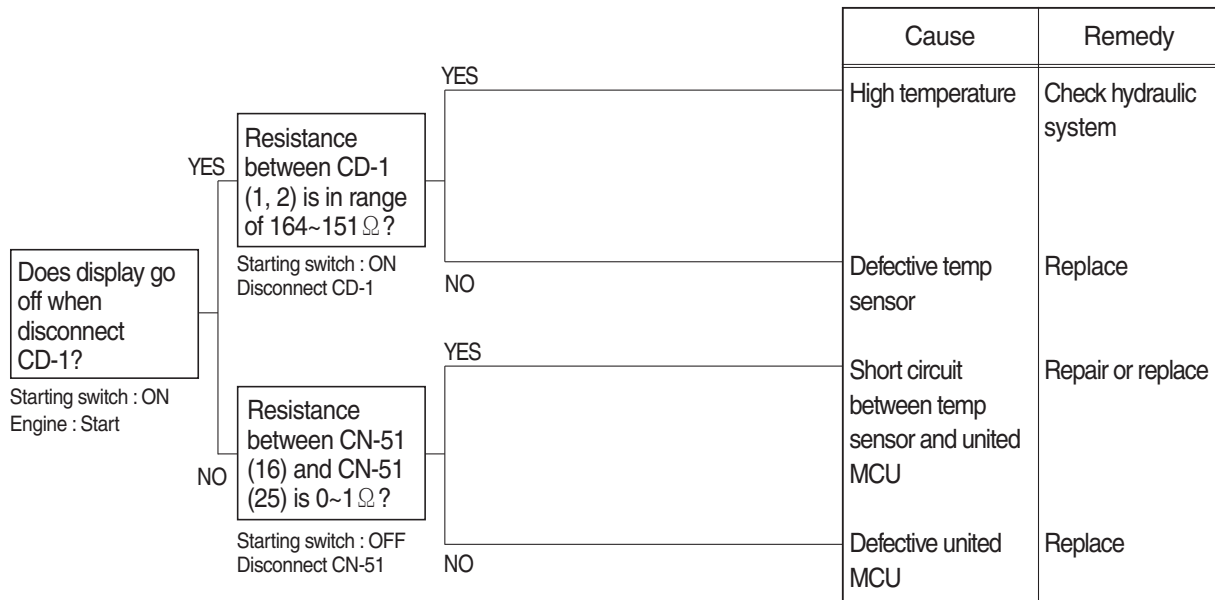 Does display go
off when
disconnect
CD-1?
Starting switch : ON
Engine : Start
YES
Resistance
between CD-1
(1, 2) is in range
of 164~151Ω?
Starting switch : ON
Disconnect CD-1
NO
Resistance
between CN-51
(16) and CN-51
(25) is 0~1Ω?
Starting switch : OFF
Disconnect CN-51
YES
NO
YES
NO
Cause
Remedy
High temperature
Check hydraulic
system
Defective temp
sensor
Replace
Short circuit
between temp
sensor and united
MCU
Repair or replace
Defective united
MCU
Replace